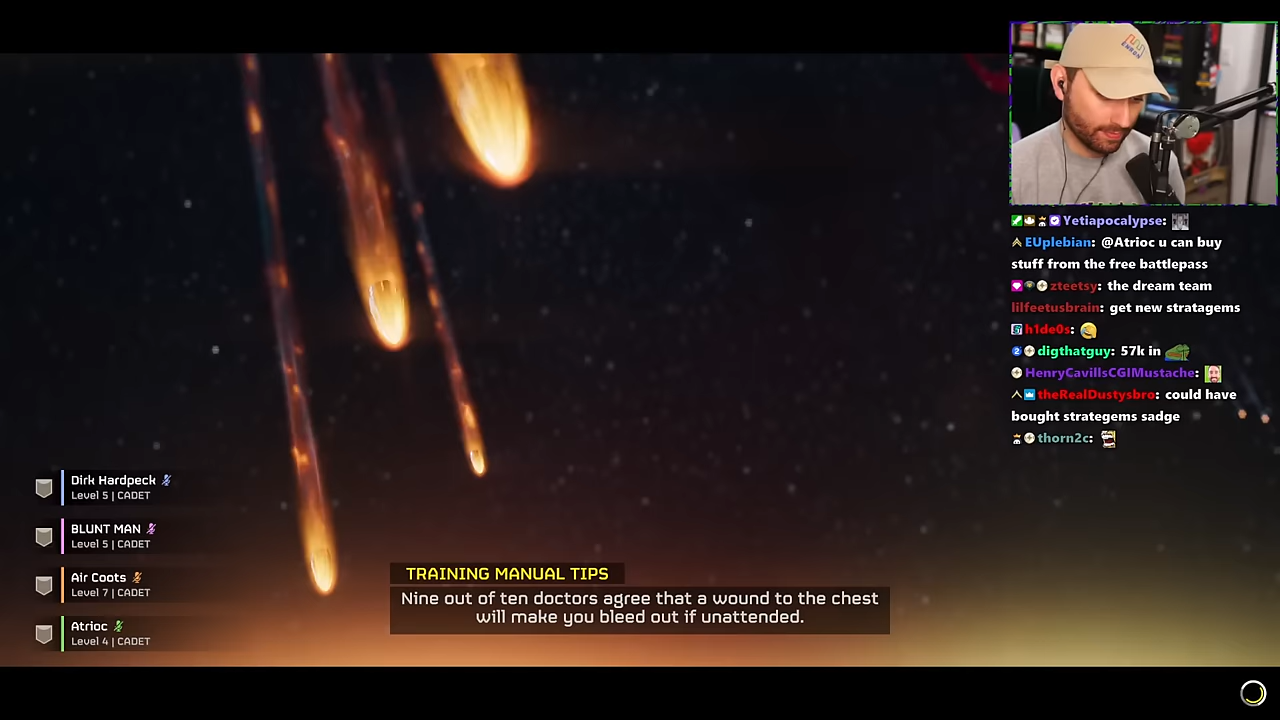 ENRON
Yetiapocalypse:
EUplebian: @Atrioc u can buy
stuff from the free battlepass
zteetsy: the dream team
lilfeetusbrain: get new stratagems
h1de0s:
digthatguy: 57k in
HenryCavillsCGIMustache:
theRealDustysbro: could have
bought strategems sadge
thorn2c:
Dirk Hardpeck
Level 5 | CADET
BLUNT MAN
Level 5 | CADET
Air Coots
Level 7 | CADET
Atrioc
Level 4 | CADET
TRAINING MANUAL TIPS
Nine out of ten doctors agree that a wound to the chest
will make you bleed out if unattended.